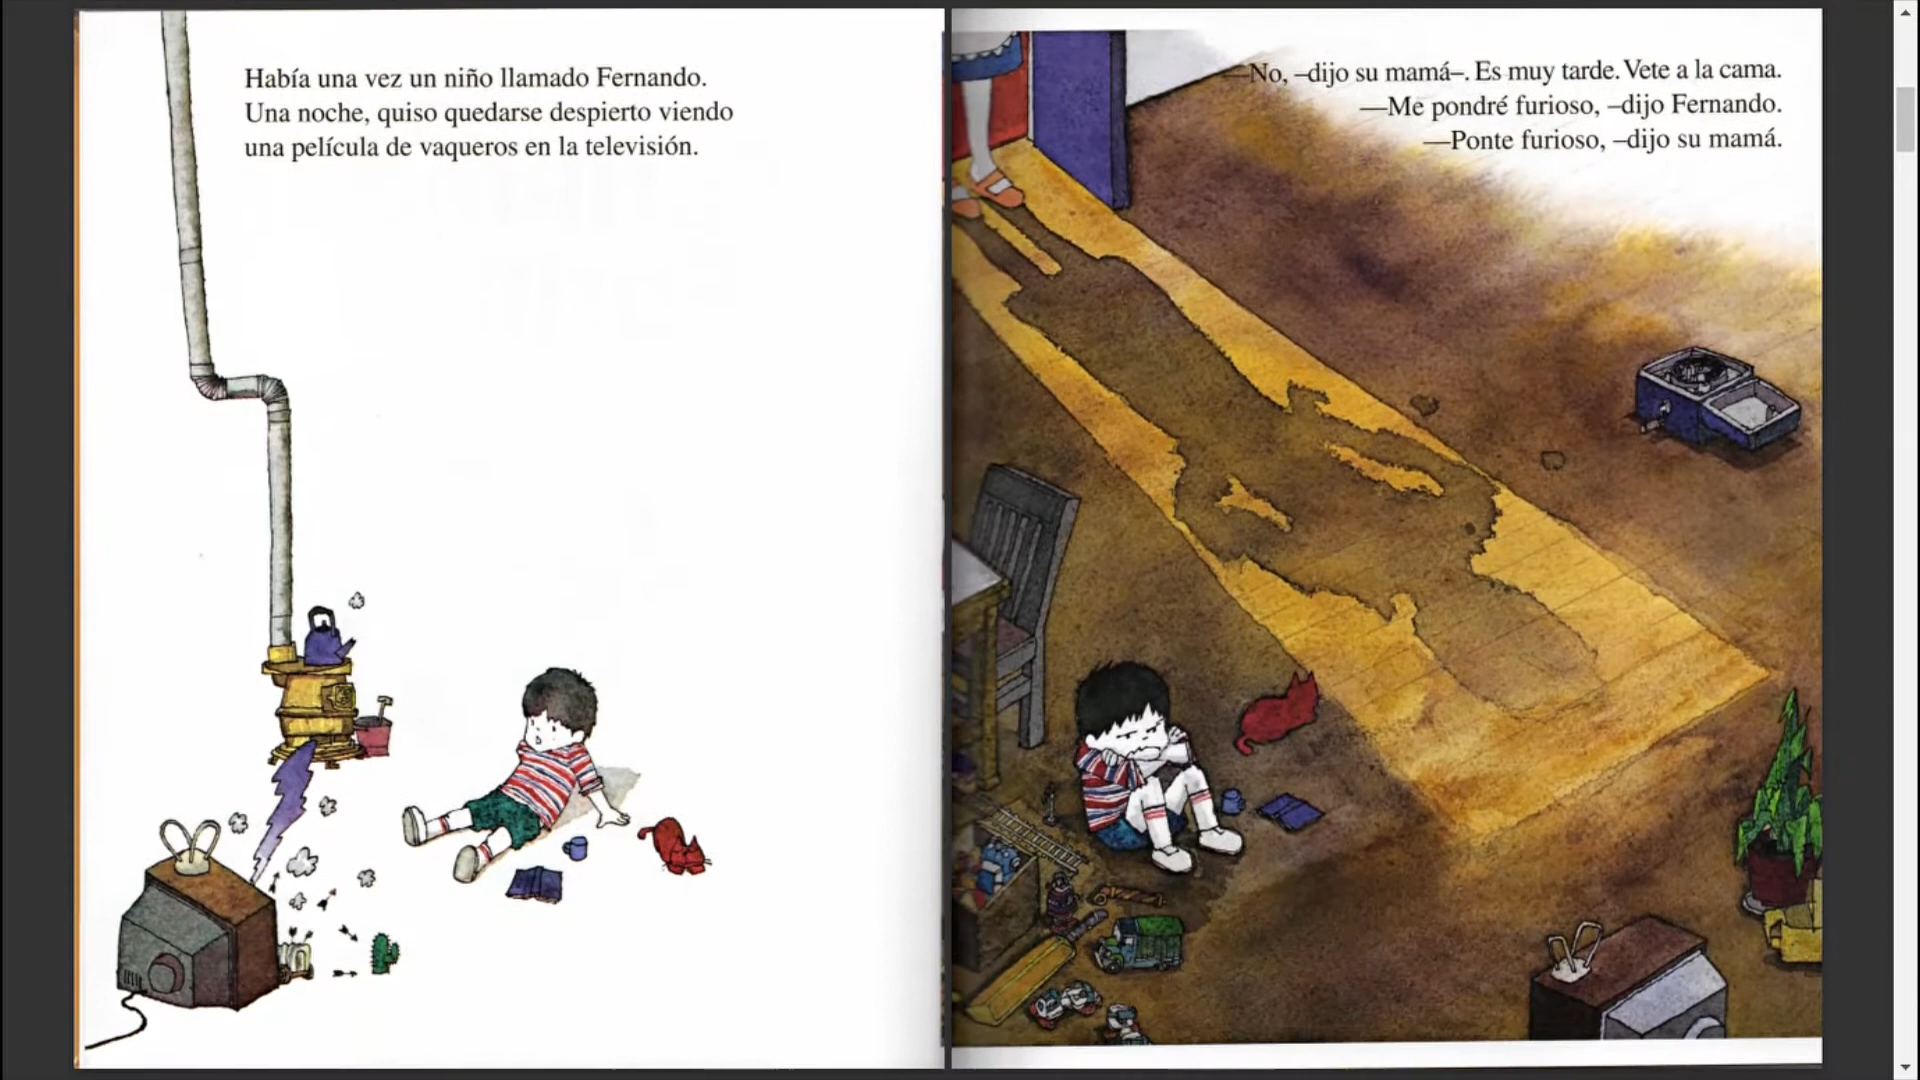 Había una vez un niño llamado Fernando.
Una noche, quiso quedarse despierto viendo
una película de vaqueros en la televisión.
—No, –dijo su mamá–. Es muy tarde. Vete a la cama.
—Me pondré furioso, –dijo Fernando.
—Ponte furioso, –dijo su mamá.